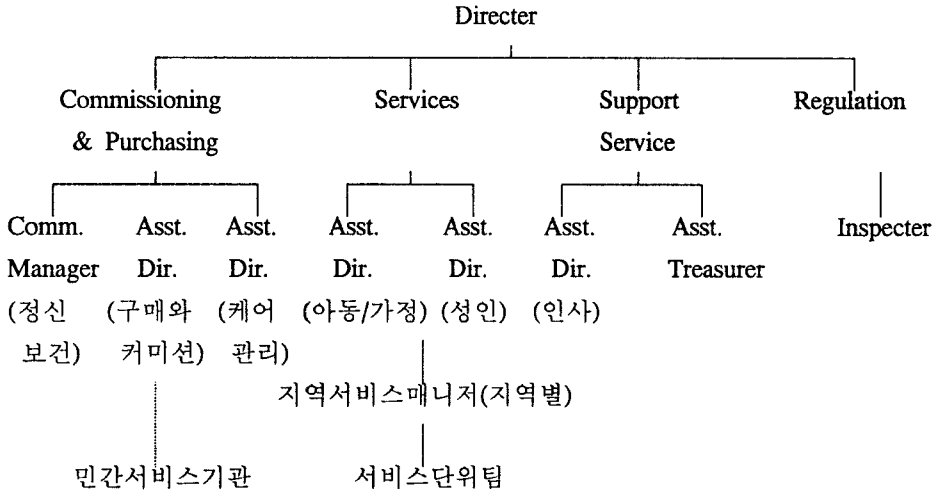 Directer
Commissioning Services Support Regulation
& Purchasing Service
Comm. Asst. Asst. Asst. Asst. Asst. Asst. Inspecter
Manager Dir. Dir. Dir. Dir. Dir. Treasurer
(정신 (구매와 (케어 (아동/가정) (성인) (인사)
보건) 커미션) 관리)
지역서비스매니저(지역별)
민간서비스기관 서비스단위팀